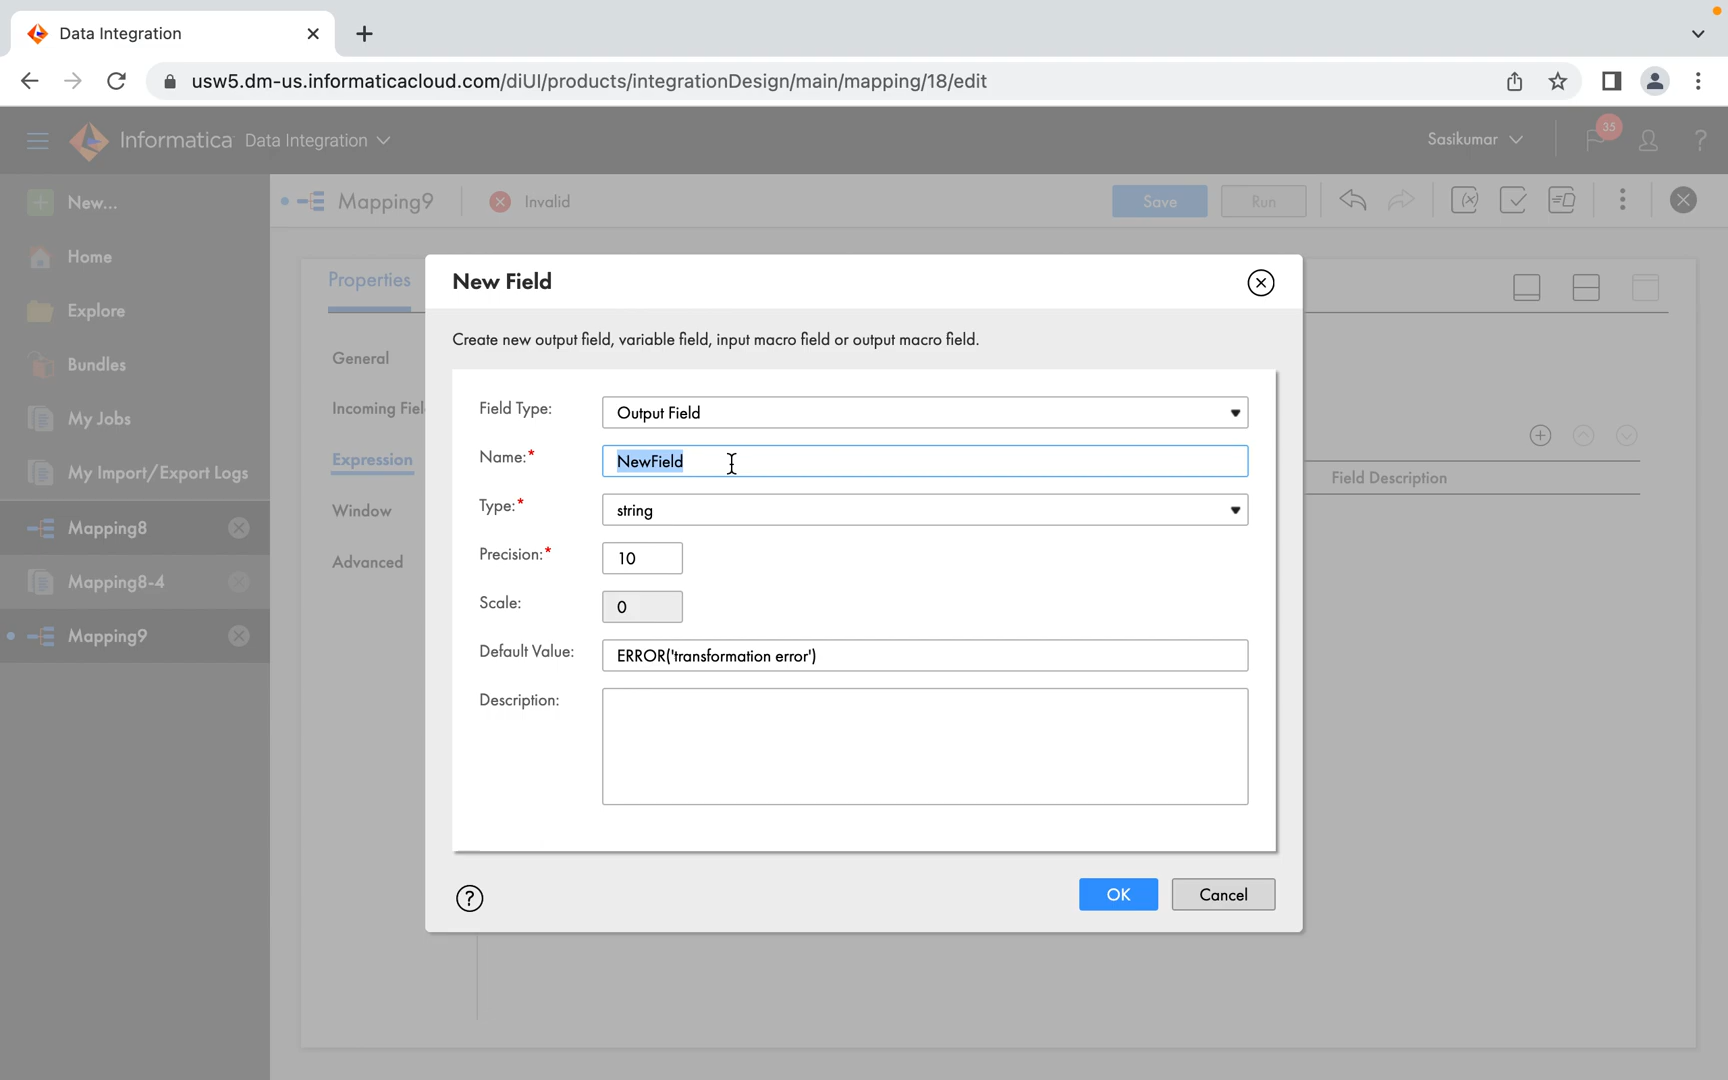 Data Integration
usw5.dm-us.informaticacloud.com/diUI/products/integrationDesign/main/mapping/18/edit
Informatica Data Integration
Sasikumar
35
?
New...
Home
Explore
Bundles
My Jobs
My Import/Export Logs
Mapping8
Mapping8-4
Mapping9
Mapping9
Invalid
Save
Run
Properties
General
Incoming Fiel
Expression
Window
Advanced
Field Description
New Field
Create new output field, variable field, input macro field or output macro field.
Field Type:
Output Field
Name:*
NewField
Type:*
string
Precision:*
10
Scale:
0
Default Value:
ERROR('transformation error')
Description:
?
OK
Cancel